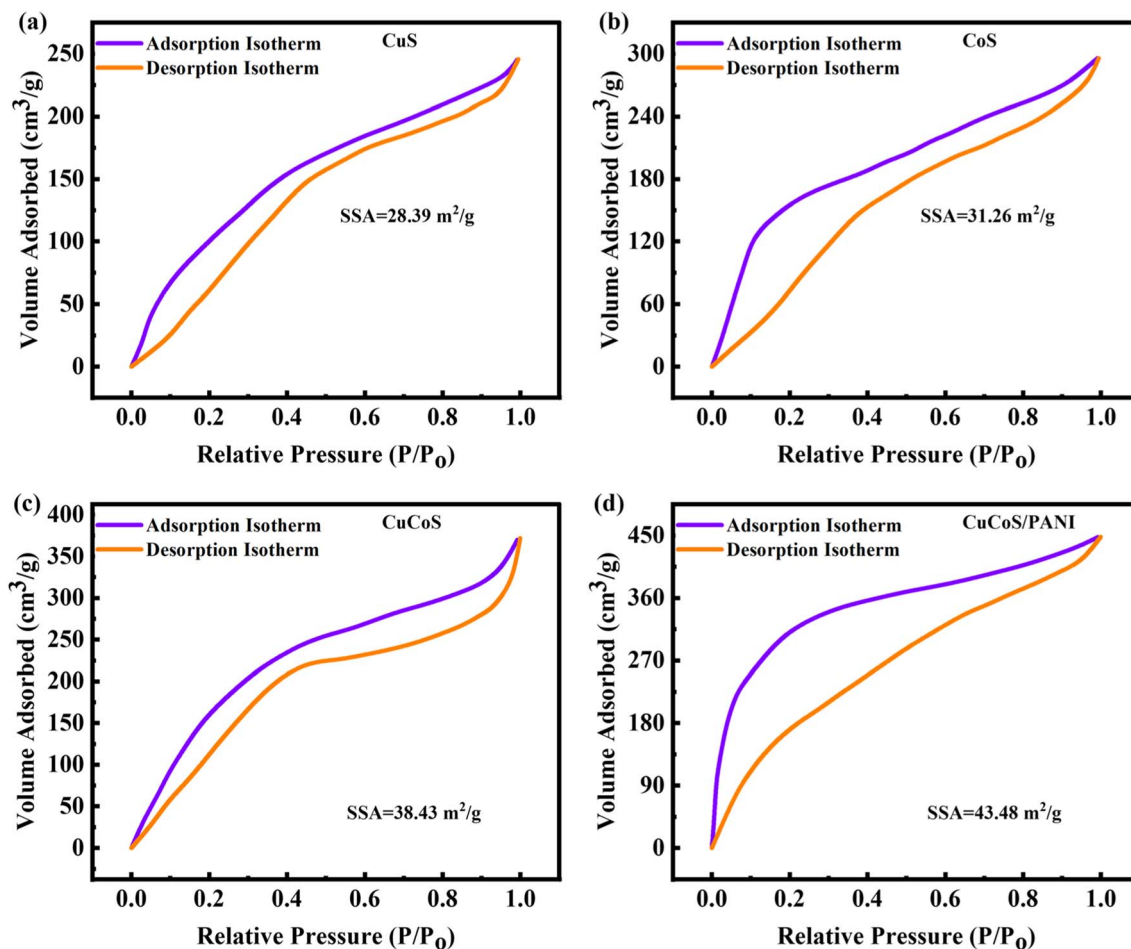 (a)
CuS
Adsorption Isotherm
Desorption Isotherm
250
200
150
100
50
0
Volume Adsorbed (cm³/g)
SSA=28.39 m²/g
0.0 0.2 0.4 0.6 0.8 1.0
Relative Pressure (P/P₀)
(b)
CoS
Adsorption Isotherm
Desorption Isotherm
300
240
180
120
60
0
Volume Adsorbed (cm³/g)
SSA=31.26 m²/g
0.0 0.2 0.4 0.6 0.8 1.0
Relative Pressure (P/P₀)
(c)
CuCoS
Adsorption Isotherm
Desorption Isotherm
400
350
300
250
200
150
100
50
0
Volume Adsorbed (cm³/g)
SSA=38.43 m²/g
0.0 0.2 0.4 0.6 0.8 1.0
Relative Pressure (P/P₀)
(d)
CuCoS/PANI
Adsorption Isotherm
Desorption Isotherm
450
360
270
180
90
0
Volume Adsorbed (cm³/g)
SSA=43.48 m²/g
0.0 0.2 0.4 0.6 0.8 1.0
Relative Pressure (P/P₀)